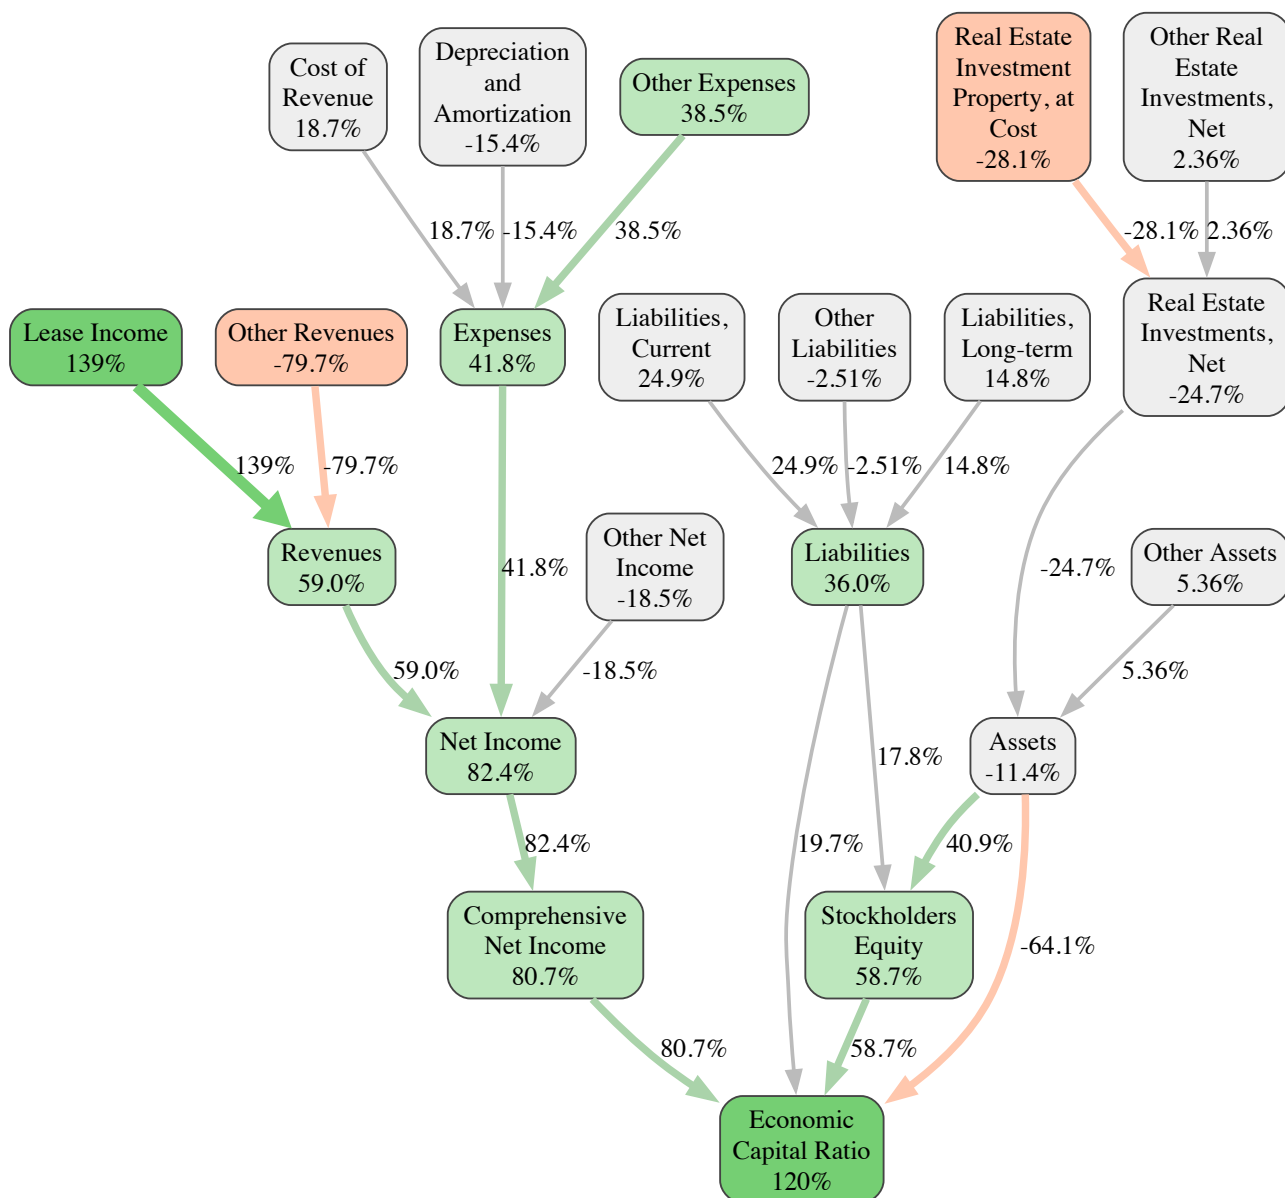 Cost of
Revenue
18.7%
Depreciation
and
Amortization
-15.4%
Other Expenses
38.5%
Real Estate
Investment
Property, at
Cost
-28.1%
Other Real
Estate
Investments,
Net
2.36%
18.7%
-15.4%
38.5%
-28.1%
2.36%
Lease Income
139%
Other Revenues
-79.7%
Expenses
41.8%
Liabilities,
Current
24.9%
Other
Liabilities
-2.51%
Liabilities,
Long-term
14.8%
Real Estate
Investments,
Net
-24.7%
139%
-79.7%
24.9%
-2.51%
14.8%
Revenues
59.0%
41.8%
Other Net
Income
-18.5%
Liabilities
36.0%
-24.7%
Other Assets
5.36%
59.0%
-18.5%
5.36%
Net Income
82.4%
17.8%
Assets
-11.4%
82.4%
19.7%
40.9%
Comprehensive
Net Income
80.7%
Stockholders
Equity
58.7%
-64.1%
80.7%
58.7%
Economic
Capital Ratio
120%